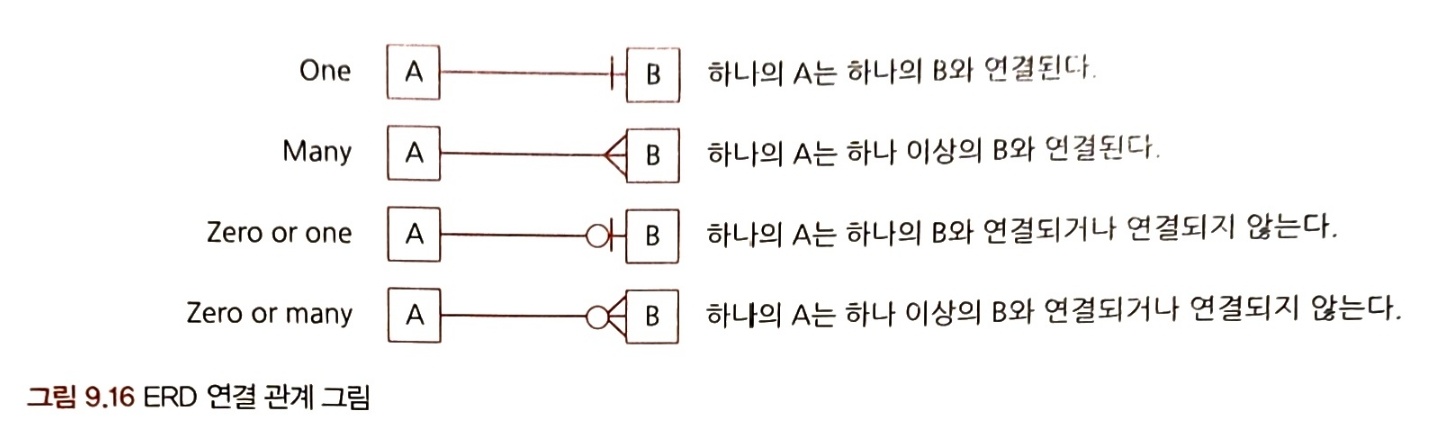 One A B 하나의 A는 하나의 B와 연결된다.
Many A B 하나의 A는 하나 이상의 B와 연결된다.
Zero or one A B 하나의 A는 하나의 B와 연결되거나 연결되지 않는다.
Zero or many A B 하나의 A는 하나 이상의 B와 연결되거나 연결되지 않는다.
그림 9.16 ERD 연결 관계 그림